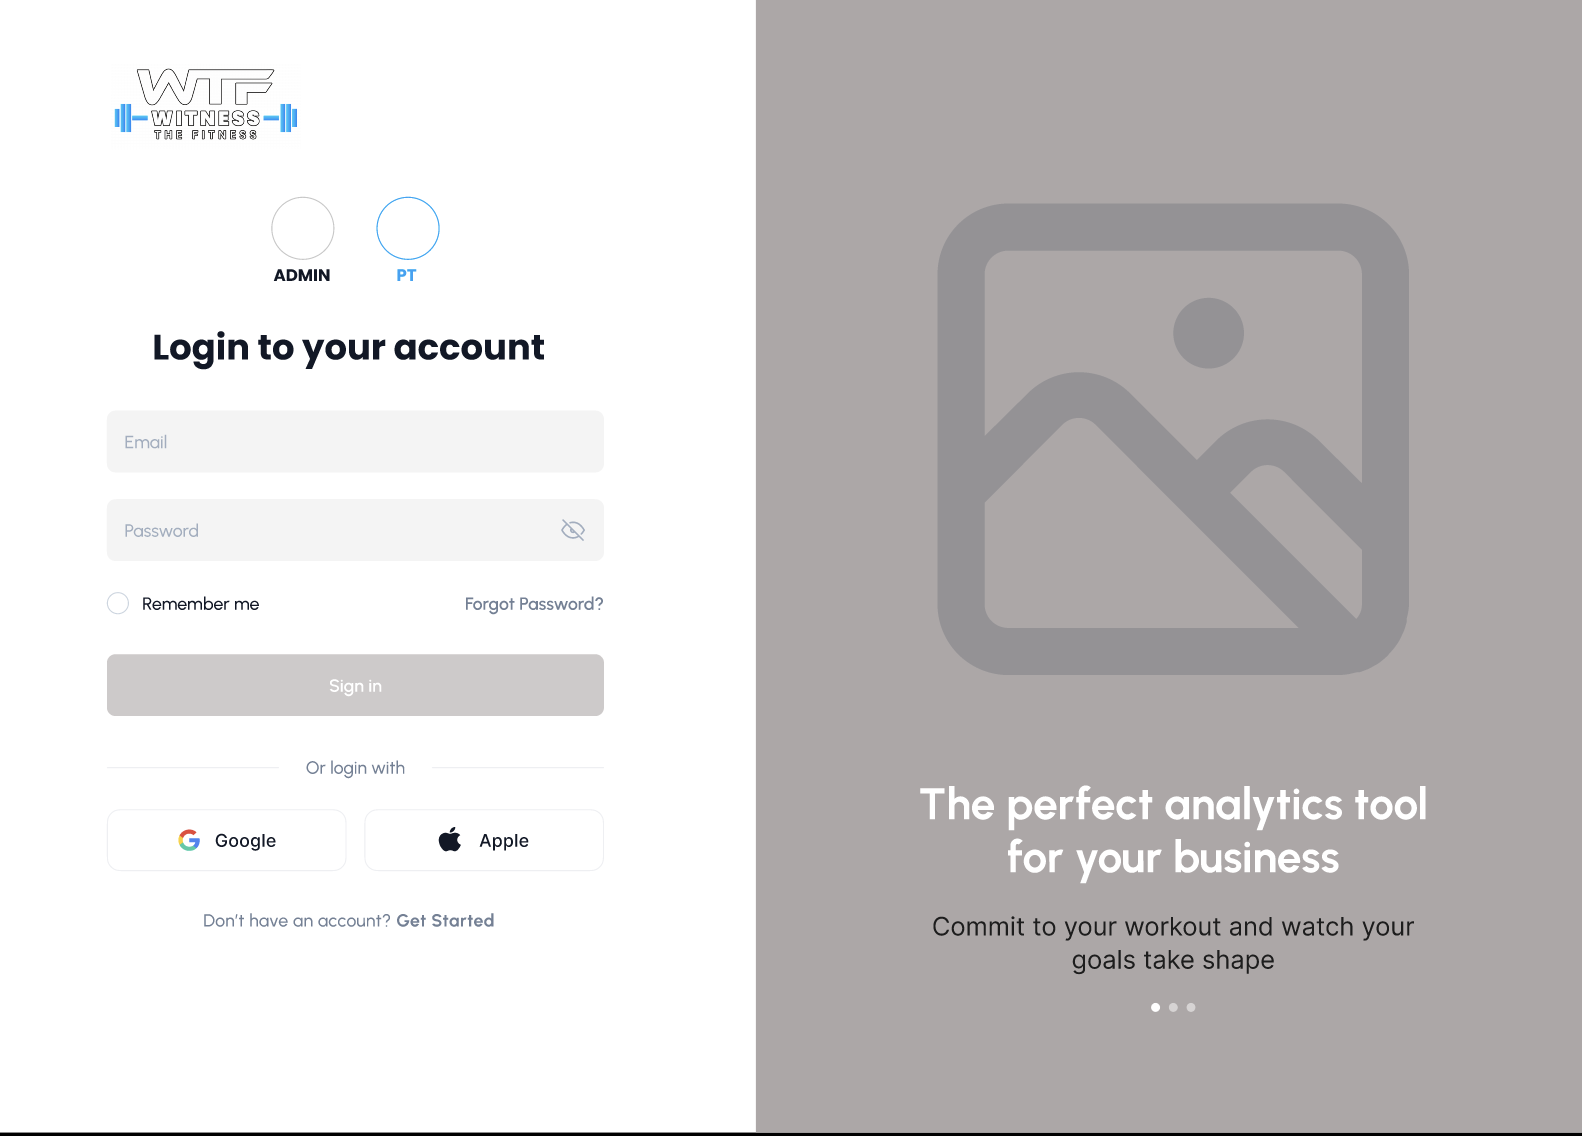 WTF
WITNESS
THE FITNESS
ADMIN
PT
Login to your account
Email
Password
Remember me
Forgot Password?
Sign in
Or login with
Google
Apple
Don't have an account? Get Started
The perfect analytics tool
for your business
Commit to your workout and watch your
goals take shape